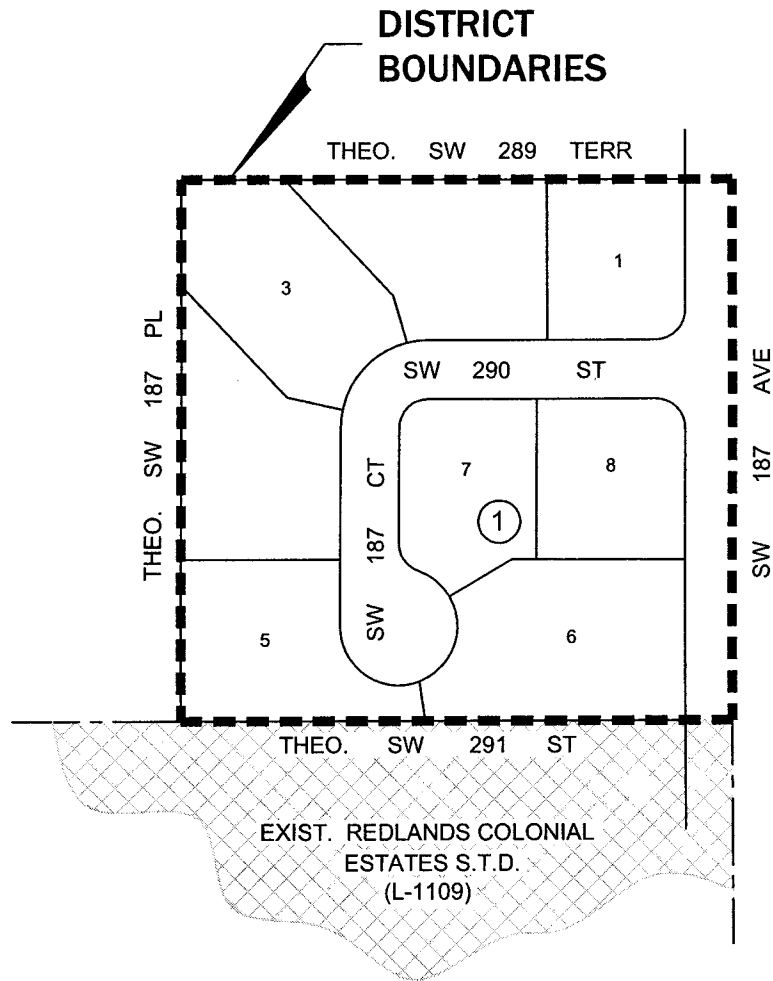 DISTRICT
BOUNDARIES
THEO. SW 289 TERR
1
3
THEO. SW 187 PL
SW 290 ST
SW 187 AVE
SW 187 CT
7
8
1
5
6
THEO. SW 291 ST
EXIST. REDLANDS COLONIAL
ESTATES S.T.D.
(L-1109)